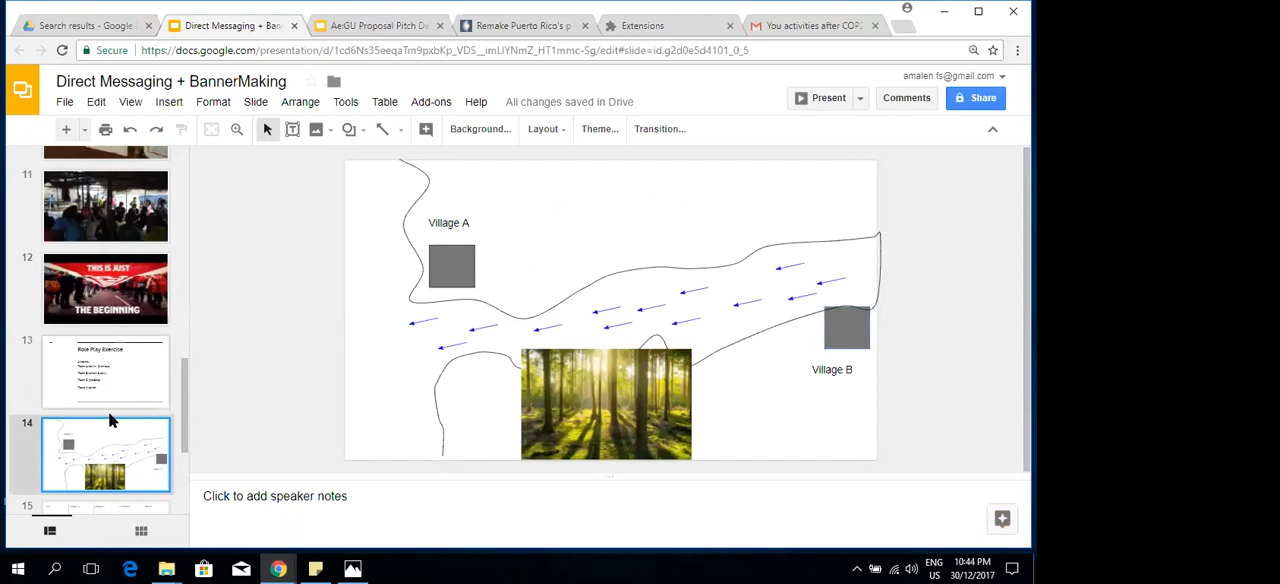 Search results - Google
Direct Messaging + Ban
Ae:GU Proposal Pitch De
Remake Puerto Rico's p
Extensions
You activities after COP2
Secure
https://docs.google.com/presentation/d/1cd6Ns35eeqaTm9pxbKp_VDS__imLlYNmZ_HT1mmc-Sg/edit#slide=id.g2d0e5d4101_0_5
Direct Messaging + BannerMaking
amalen.fs@gmail.com
File Edit View Insert Format Slide Arrange Tools Table Add-ons Help All changes saved in Drive
Present Comments Share
Background... Layout Theme... Transition...
11
12
THIS IS JUST
THE BEGINNING
13
Role Play Exercise
14
15
Village A
Village B
Click to add speaker notes
ENG
US
10:44 PM
30/12/2017